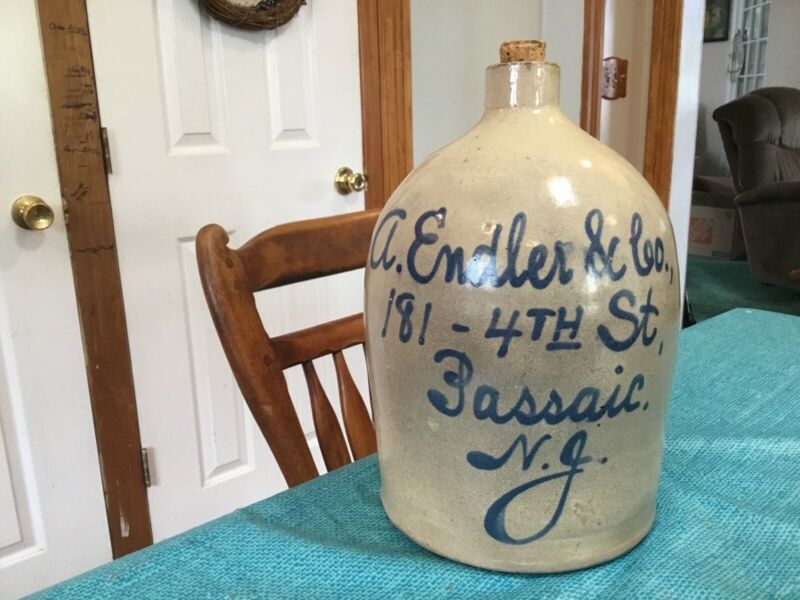 A. Endler & Co.,
181 - 4TH St,
Passaic.
N.J.